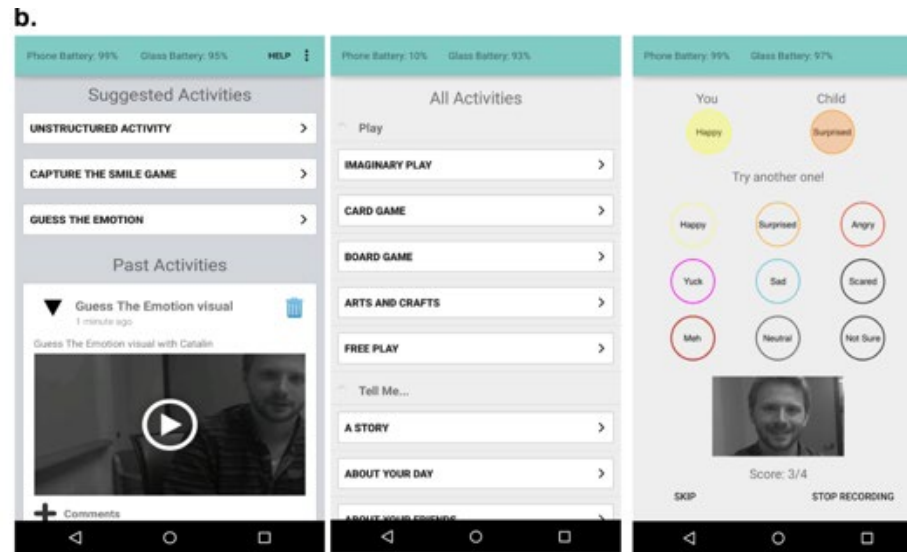 b.
Phone Battery: 99% Glass Battery: 95% HELP
Suggested Activities
UNSTRUCTURED ACTIVITY
CAPTURE THE SMILE GAME
GUESS THE EMOTION
Past Activities
Guess The Emotion visual
1 minute ago
Guess The Emotion visual with Catalin
Comments
Phone Battery: 10% Glass Battery: 93%
All Activities
Play
IMAGINARY PLAY
CARD GAME
BOARD GAME
ARTS AND CRAFTS
FREE PLAY
Tell Me...
A STORY
ABOUT YOUR DAY
ABOUT YOUR FRIENDS
Phone Battery: 99% Glass Battery: 97%
You Child
Happy Surprised
Try another one!
Happy Surprised Angry
Yuck Sad Scared
Meh Neutral Not Sure
Score: 3/4
SKIP STOP RECORDING